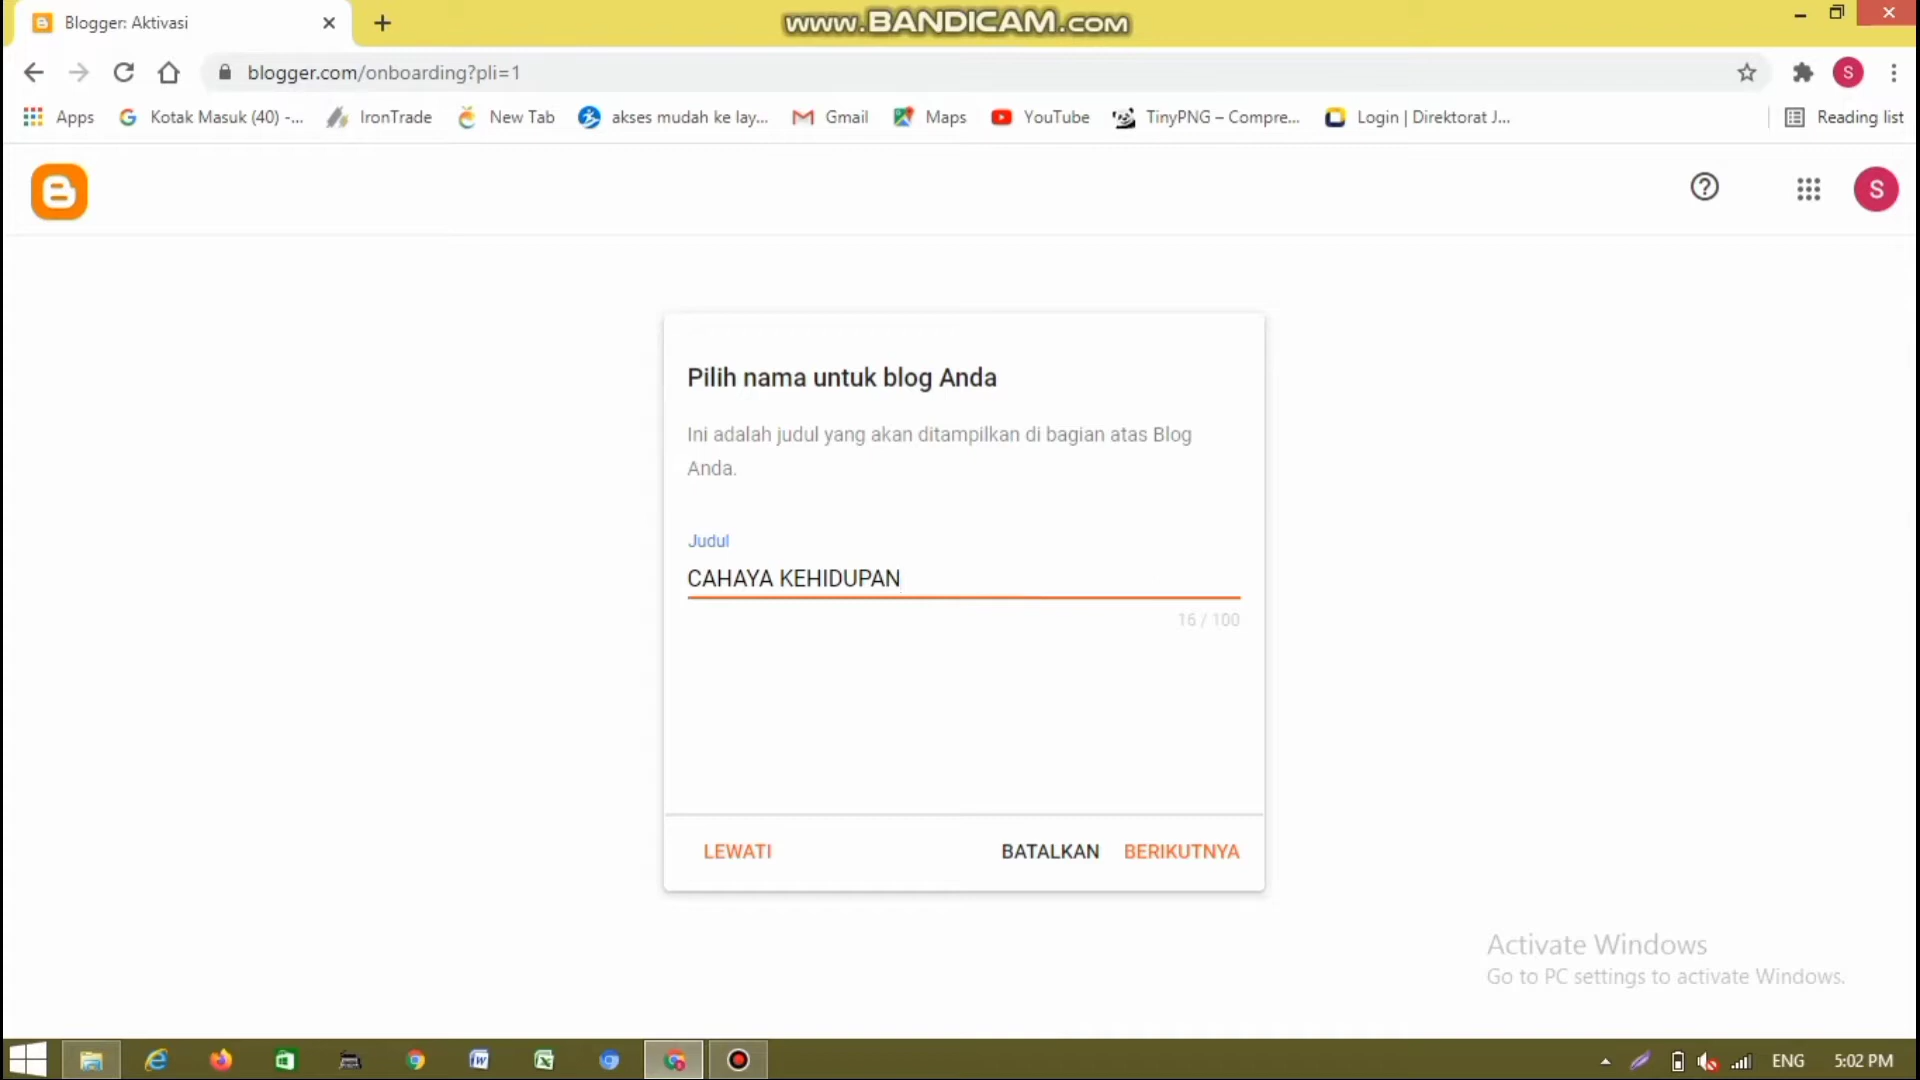 Blogger: Aktivasi
www.BANDICAM.com
blogger.com/onboarding?pli=1
S
Apps
Kotak Masuk (40) -...
IronTrade
New Tab
akses mudah ke lay...
Gmail
Maps
YouTube
TinyPNG – Compre...
Login | Direktorat J...
Reading list
S
Pilih nama untuk blog Anda
Ini adalah judul yang akan ditampilkan di bagian atas Blog
Anda.
Judul
CAHAYA KEHIDUPAN
16 / 100
LEWATI
BATALKAN
BERIKUTNYA
Activate Windows
Go to PC settings to activate Windows.
ENG
5:02 PM